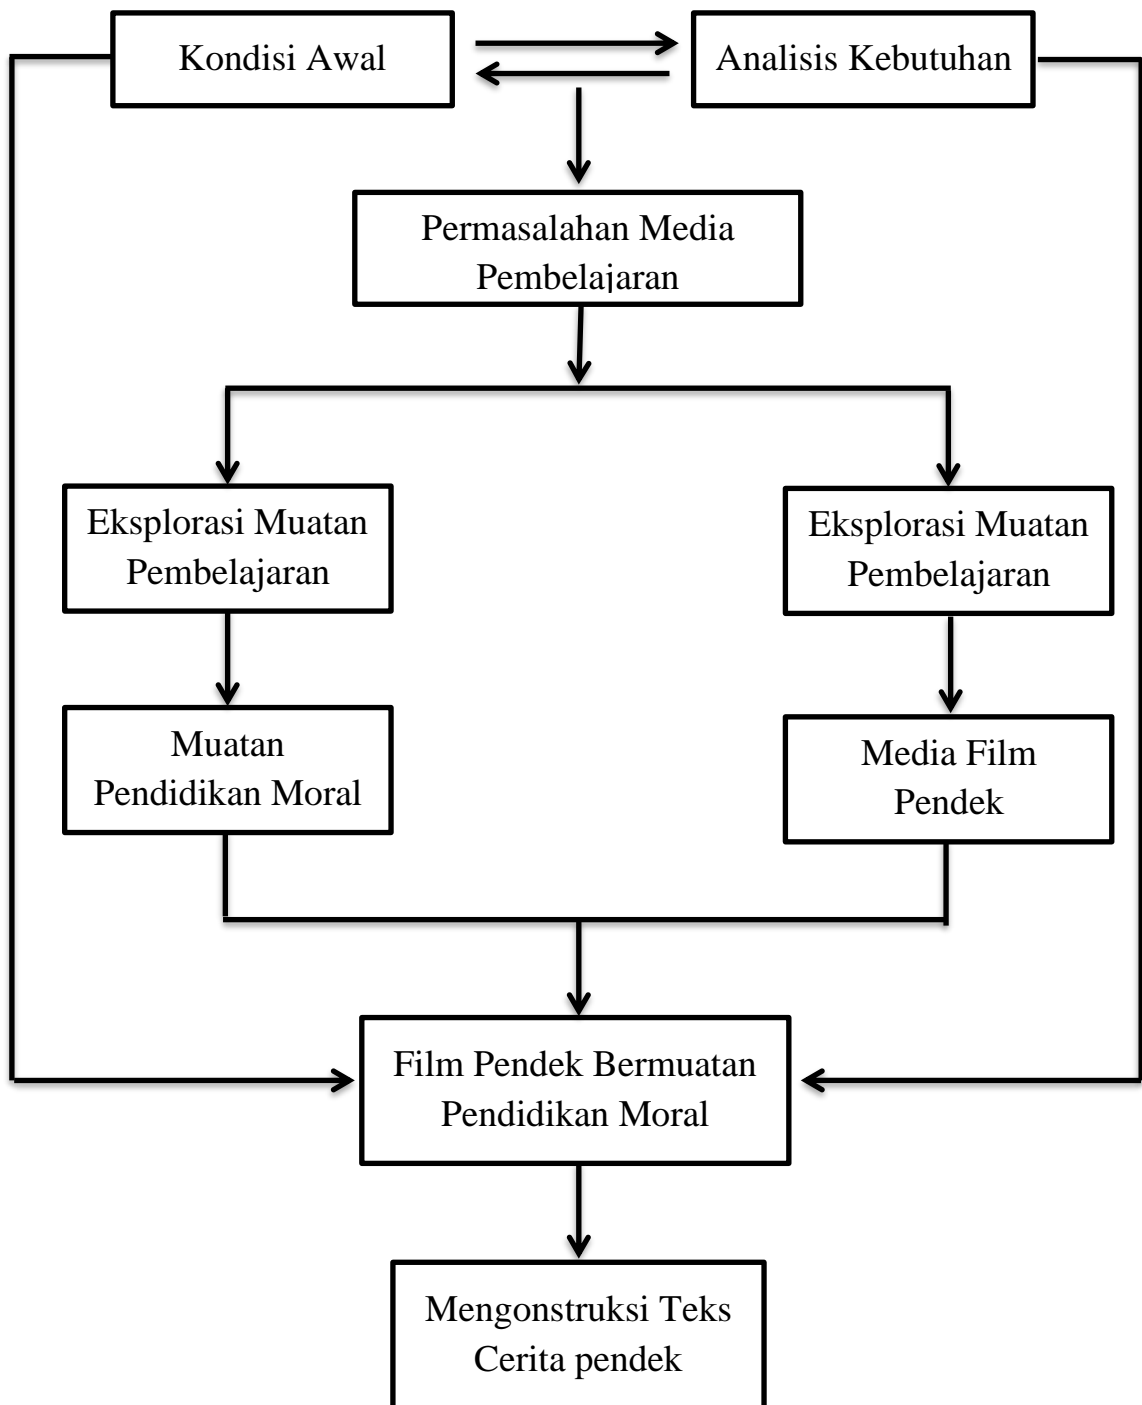 Kondisi Awal
Analisis Kebutuhan
Permasalahan Media
Pembelajaran
Eksplorasi Muatan
Pembelajaran
Eksplorasi Muatan
Pembelajaran
Muatan
Pendidikan Moral
Media Film
Pendek
Film Pendek Bermuatan
Pendidikan Moral
Mengonstruksi Teks
Cerita pendek